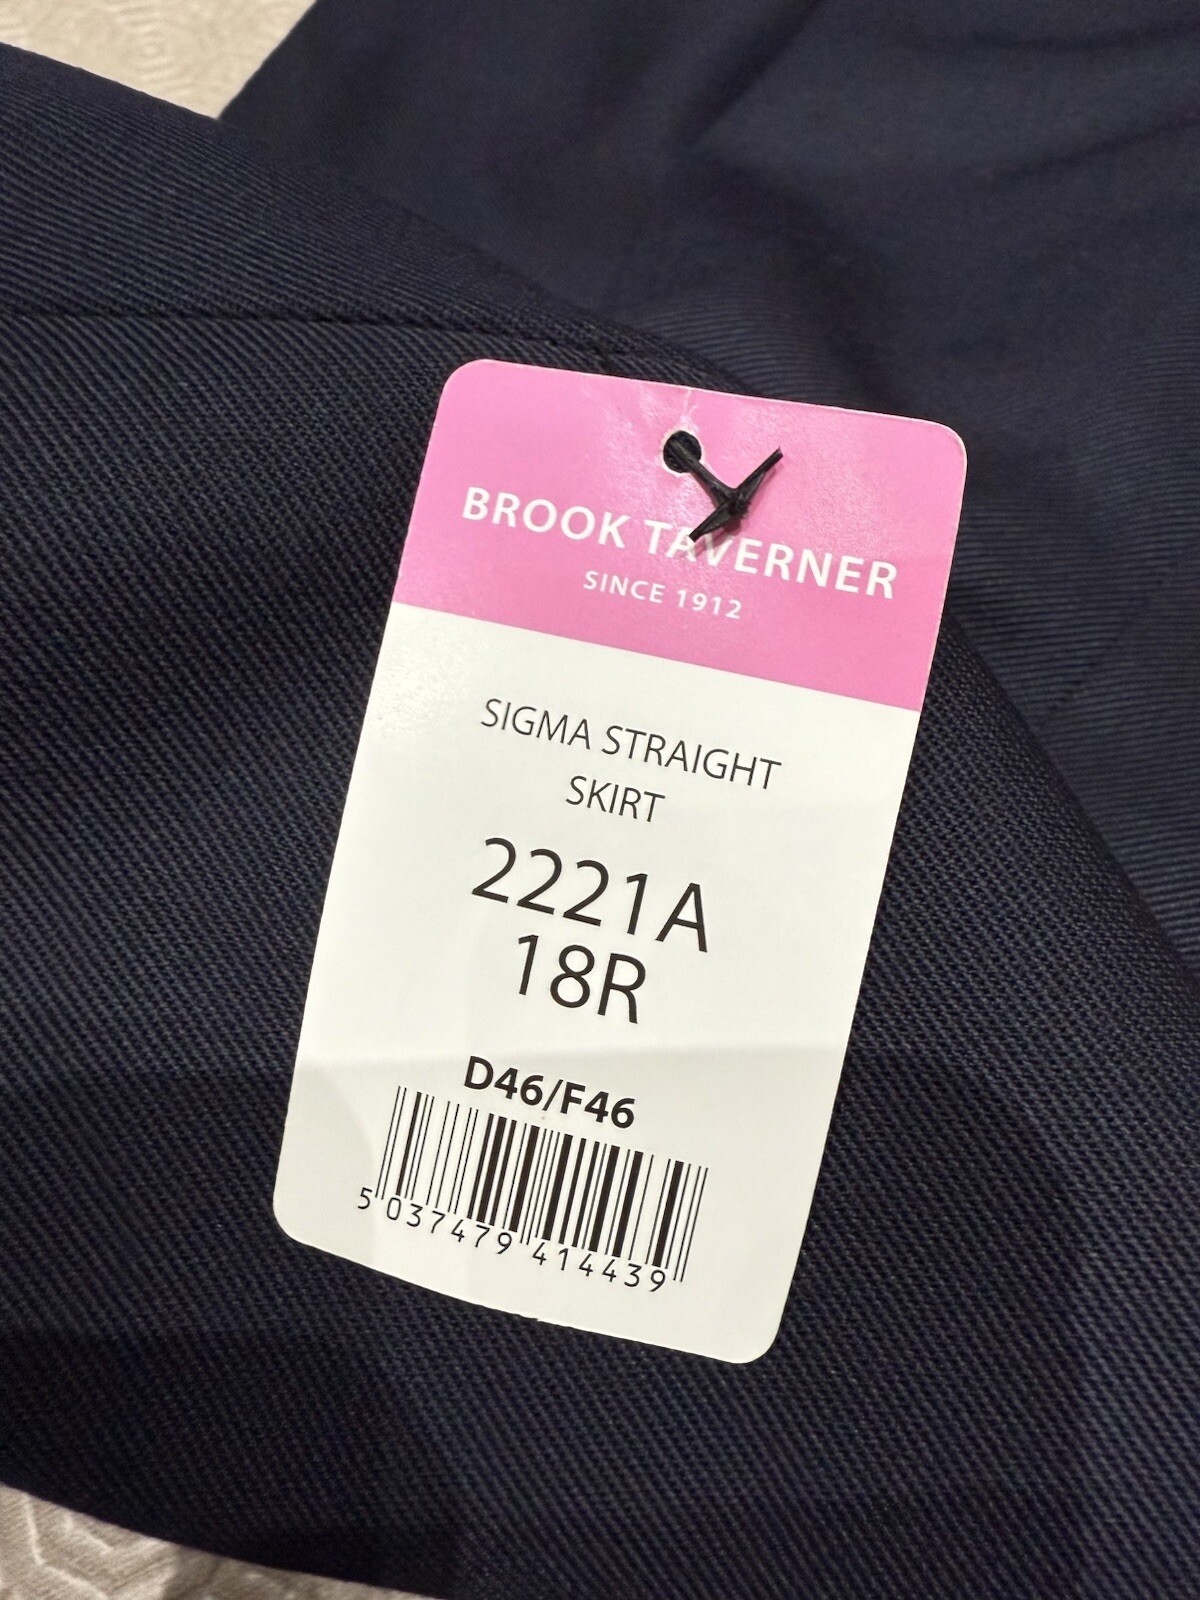 BROOK TAVERNER
SINCE 1912
SIGMA STRAIGHT
SKIRT
2221A
18R
D46/F46
5 037479 414439